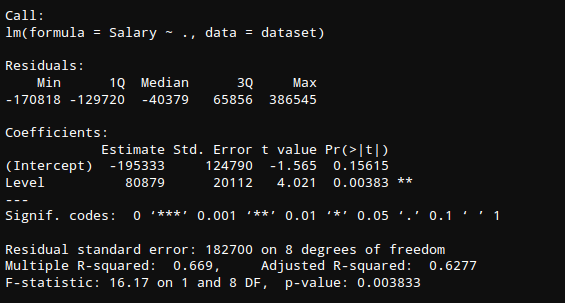 Call:
lm(formula = Salary ~ ., data = dataset)

Residuals:
    Min      1Q  Median      3Q     Max
-170818 -129720  -40379   65856  386545

Coefficients:
            Estimate Std. Error t value Pr(>|t|)
(Intercept)  -195333     124790  -1.565  0.15615
Level          80879      20112   4.021  0.00383 **
---
Signif. codes:  0 ‘***’ 0.001 ‘**’ 0.01 ‘*’ 0.05 ‘.’ 0.1 ‘ ’ 1

Residual standard error: 182700 on 8 degrees of freedom
Multiple R-squared:  0.669,	Adjusted R-squared:  0.6277
F-statistic: 16.17 on 1 and 8 DF,  p-value: 0.003833